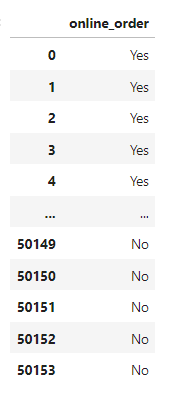 online_order
0 Yes
1 Yes
2 Yes
3 Yes
4 Yes
... ...
50149 No
50150 No
50151 No
50152 No
50153 No